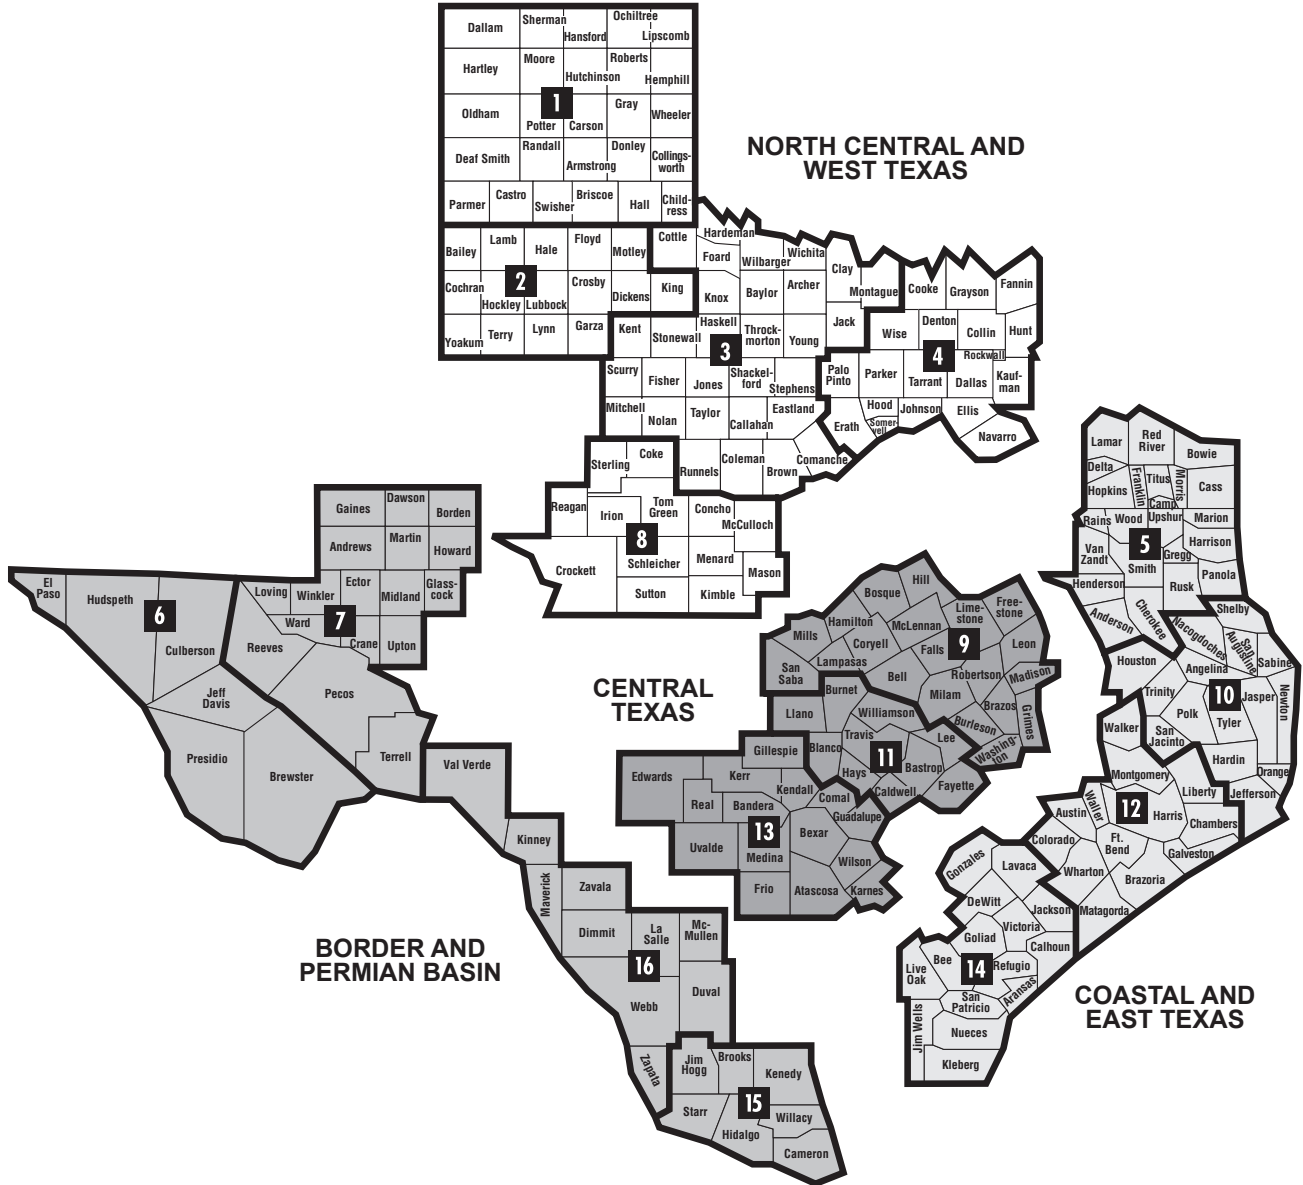 Dallam
Sherman
Hansford
Ochiltree
Lipscomb
Hartley
Moore
Hutchinson
Roberts
Hemphill
1
Oldham
Potter
Carson
Gray
Wheeler
Deaf Smith
Randall
Armstrong
Donley
Collings-
worth
Parmer
Castro
Swisher
Briscoe
Hall
Child-
ress
NORTH CENTRAL AND
WEST TEXAS
Bailey
Lamb
Hale
Floyd
Motley
2
Cochran
Hockley
Lubbock
Crosby
Dickens
Yoakum
Terry
Lynn
Garza
Cottle
Hardeman
Foard
Wilbarger
Wichita
Clay
Montague
King
Knox
Baylor
Archer
Jack
Kent
Stonewall
Haskell
3
Throck-
morton
Young
Scurry
Fisher
Jones
Shackel-
ford
Stephens
Mitchell
Nolan
Taylor
Callahan
Eastland
Runnels
Coleman
Brown
Comanche
Cooke
Grayson
Fannin
Wise
Denton
Collin
Hunt
4
Rockwall
Palo
Pinto
Parker
Tarrant
Dallas
Kauf-
man
Erath
Hood
Somer-
vell
Johnson
Ellis
Navarro
Sterling
Coke
Reagan
Irion
Tom
Green
Concho
McCulloch
8
Crockett
Schleicher
Menard
Mason
Sutton
Kimble
Lamar
Red
River
Bowie
Delta
Hopkins
Franklin
Titus
Morris
Cass
Camp
Rains
Wood
Upshur
Marion
5
Van
Zandt
Smith
Gregg
Harrison
Henderson
Rusk
Panola
Anderson
Cherokee
Gaines
Dawson
Borden
Andrews
Martin
Howard
Loving
Winkler
Ector
Midland
Glass-
cock
7
Ward
Crane
Upton
Reeves
Pecos
Terrell
El
Paso
Hudspeth
6
Culberson
Jeff
Davis
Presidio
Brewster
Bosque
Hill
Mills
Hamilton
McLennan
Lime-
stone
Free-
stone
9
Coryell
Falls
Leon
San
Saba
Lampasas
Bell
Robertson
Madison
Milam
Brazos
Grimes
Burleson
Washing-
ton
CENTRAL
TEXAS
Burnet
Llano
Williamson
Travis
Lee
Blanco
11
Bastrop
Hays
Caldwell
Fayette
Gillespie
Edwards
Kerr
Kendall
Comal
Real
Bandera
Guadalupe
13
Bexar
Uvalde
Medina
Wilson
Frio
Atascosa
Karnes
Shelby
Nacogdoches
San
Augustine
Sabine
Houston
Angelina
10
Trinity
Jasper
Newton
Polk
Tyler
San
Jacinto
Hardin
Orange
Jefferson
Walker
Montgomery
Liberty
12
Austin
Waller
Harris
Chambers
Colorado
Ft.
Bend
Galveston
Wharton
Brazoria
Matagorda
Gonzales
Lavaca
DeWitt
Jackson
Victoria
Goliad
Calhoun
Live
Oak
Bee
14
Refugio
San
Patricio
Aransas
Jim Wells
Nueces
Kleberg
COASTAL AND
EAST TEXAS
Val Verde
Kinney
Maverick
Zavala
Dimmit
La
Salle
Mc-
Mullen
16
Webb
Duval
Zapata
BORDER AND
PERMIAN BASIN
Jim
Hogg
Brooks
Kenedy
15
Starr
Willacy
Hidalgo
Cameron